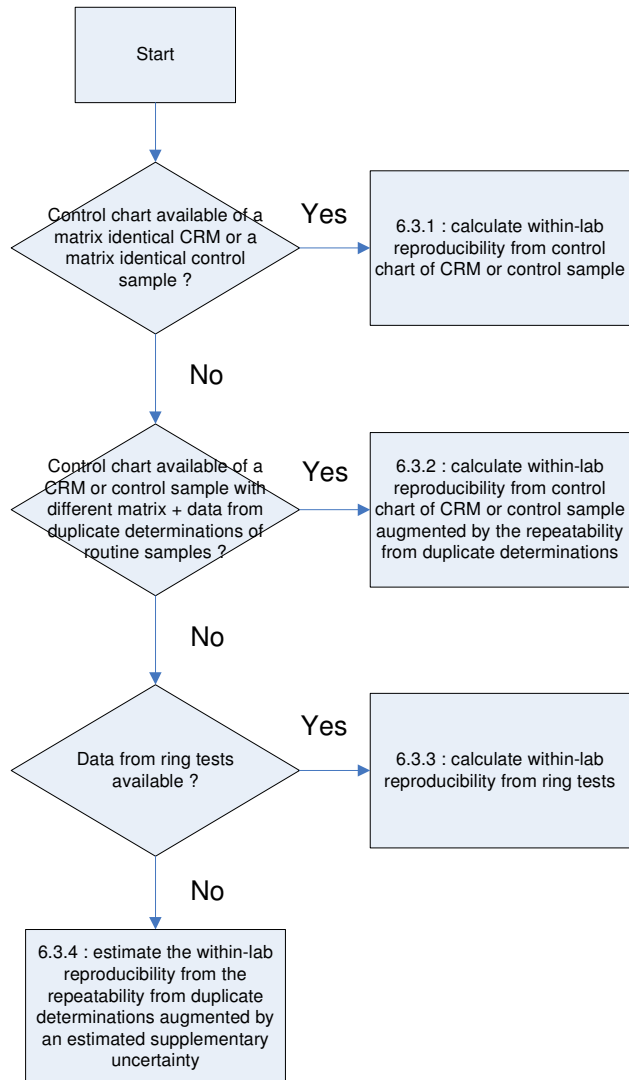 Start
Control chart available of a
matrix identical CRM or a
matrix identical control
sample ?
Yes
6.3.1 : calculate within-lab
reproducibility from control
chart of CRM or control sample
No
Control chart available of a
CRM or control sample with
different matrix + data from
duplicate determinations of
routine samples ?
Yes
6.3.2 : calculate within-lab
reproducibility from control
chart of CRM or control sample
augmented by the repeatability
from duplicate determinations
No
Data from ring tests
available ?
Yes
6.3.3 : calculate within-lab
reproducibility from ring tests
No
6.3.4 : estimate the within-lab
reproducibility from the
repeatability from duplicate
determinations augmented by
an estimated supplementary
uncertainty